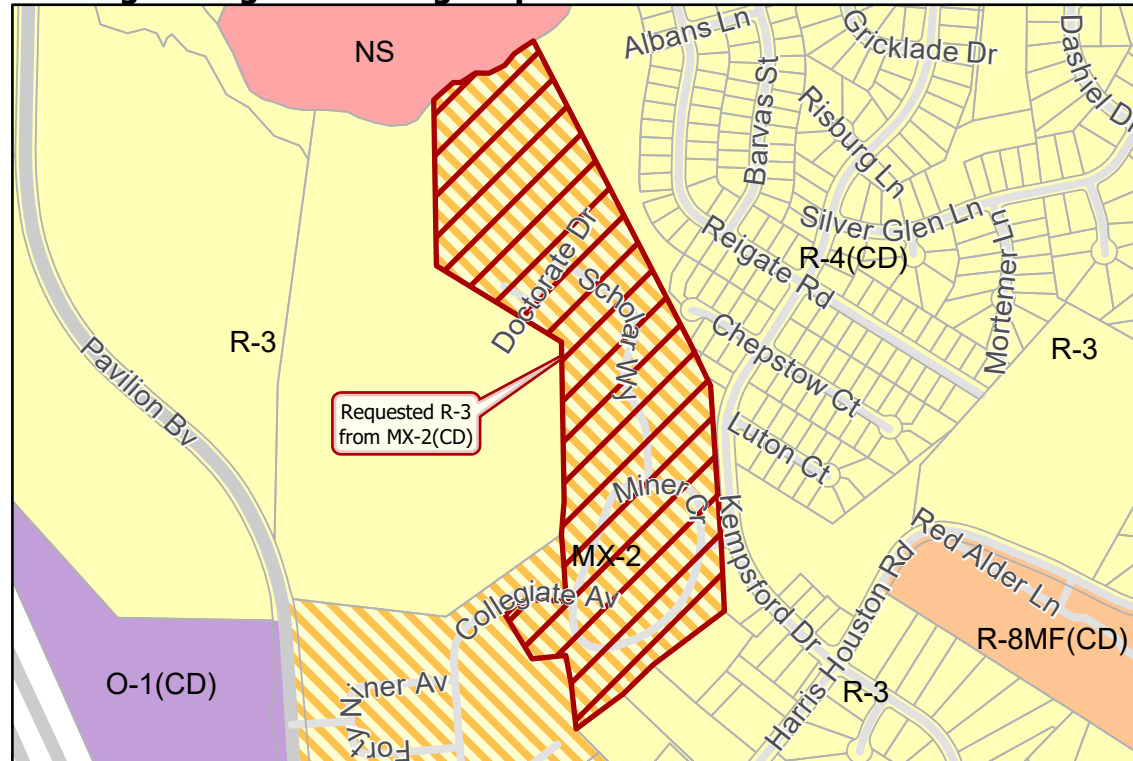 NS
Albans Ln
Barvas St
Gricklade Dr
Dashiel Dr
Risburg Ln
Silver Glen Ln
Reigate Rd
R-4(CD)
Mortemer Ln
Doctorate Dr
Scholar Wy
R-3
R-3
Pavilion Bv
Chepstow Ct
Requested R-3
from MX-2(CD)
Luton Ct
Miner Cr
Kempsford Dr
MX-2
Red Alder Ln
Collegiate Av
Harris Houston Rd
R-8MF(CD)
O-1(CD)
R-3
ner Av